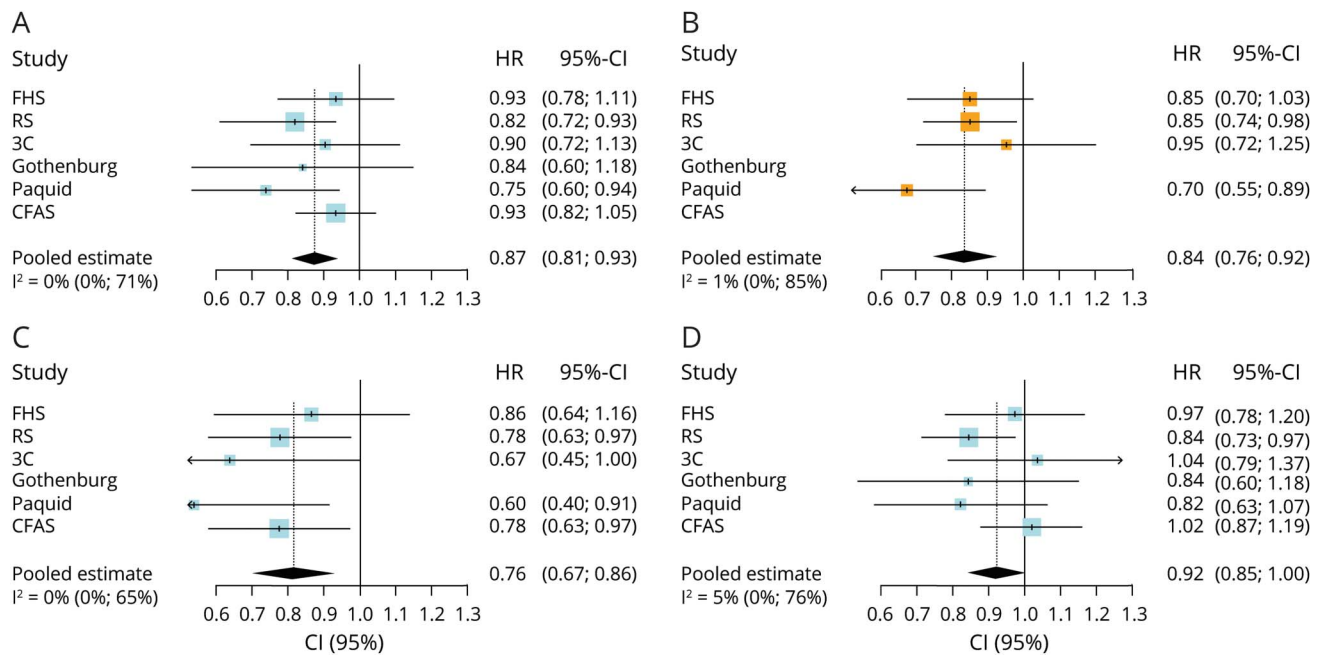 A
Study HR 95%-CI
FHS 0.93 (0.78; 1.11)
RS 0.82 (0.72; 0.93)
3C 0.90 (0.72; 1.13)
Gothenburg 0.84 (0.60; 1.18)
Paquid 0.75 (0.60; 0.94)
CFAS 0.93 (0.82; 1.05)
Pooled estimate 0.87 (0.81; 0.93)
I² = 0% (0%; 71%)
0.6 0.7 0.8 0.9 1.0 1.1 1.2 1.3
B
Study HR 95%-CI
FHS 0.85 (0.70; 1.03)
RS 0.85 (0.74; 0.98)
3C 0.95 (0.72; 1.25)
Gothenburg
Paquid 0.70 (0.55; 0.89)
CFAS
Pooled estimate 0.84 (0.76; 0.92)
I² = 1% (0%; 85%)
0.6 0.7 0.8 0.9 1.0 1.1 1.2 1.3
C
Study HR 95%-CI
FHS 0.86 (0.64; 1.16)
RS 0.78 (0.63; 0.97)
3C 0.67 (0.45; 1.00)
Gothenburg
Paquid 0.60 (0.40; 0.91)
CFAS 0.78 (0.63; 0.97)
Pooled estimate 0.76 (0.67; 0.86)
I² = 0% (0%; 65%)
0.6 0.7 0.8 0.9 1.0 1.1 1.2 1.3
CI (95%)
D
Study HR 95%-CI
FHS 0.97 (0.78; 1.20)
RS 0.84 (0.73; 0.97)
3C 1.04 (0.79; 1.37)
Gothenburg 0.84 (0.60; 1.18)
Paquid 0.82 (0.63; 1.07)
CFAS 1.02 (0.87; 1.19)
Pooled estimate 0.92 (0.85; 1.00)
I² = 5% (0%; 76%)
0.6 0.7 0.8 0.9 1.0 1.1 1.2 1.3
CI (95%)